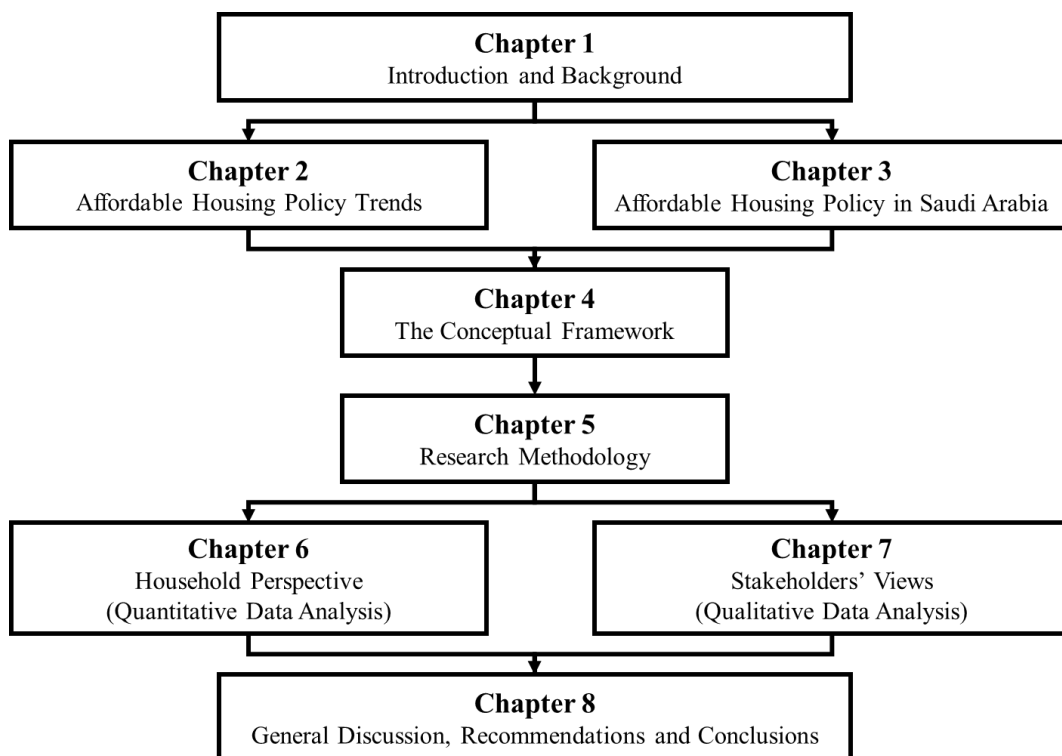 Chapter 1
Introduction and Background
Chapter 2
Affordable Housing Policy Trends
Chapter 3
Affordable Housing Policy in Saudi Arabia
Chapter 4
The Conceptual Framework
Chapter 5
Research Methodology
Chapter 6
Household Perspective
(Quantitative Data Analysis)
Chapter 7
Stakeholders’ Views
(Qualitative Data Analysis)
Chapter 8
General Discussion, Recommendations and Conclusions